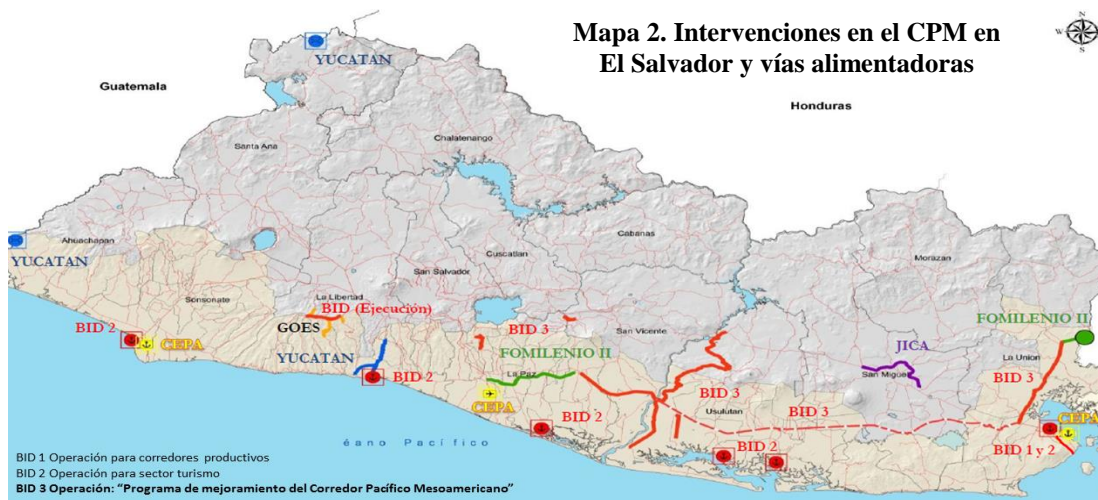 Mapa 2. Intervenciones en el CPM en
El Salvador y vías alimentadoras
N
W
E
S
YUCATAN
Guatemala
Honduras
Chalatenango
Santa Ana
Cabanas
Morazan
Ahuachapan
YUCATAN
Cuscatlan
Sonsonate
San Salvador
La Libertad
BID (Ejecución)
GOES
BID 3
San Vicente
FOMILENIO II
BID 2
CEPA
YUCATAN
FOMILENIO II
JICA
La Union
La Paz
San Miguel
BID 2
BID 3
BID 3
CEPA
Usulutan
BID 3
BID 2
CEPA
BID 2
BID 1 y 2
éano Pacífico
BID 1 Operación para corredores productivos
BID 2 Operación para sector turismo
BID 3 Operación: “Programa de mejoramiento del Corredor Pacífico Mesoamericano”